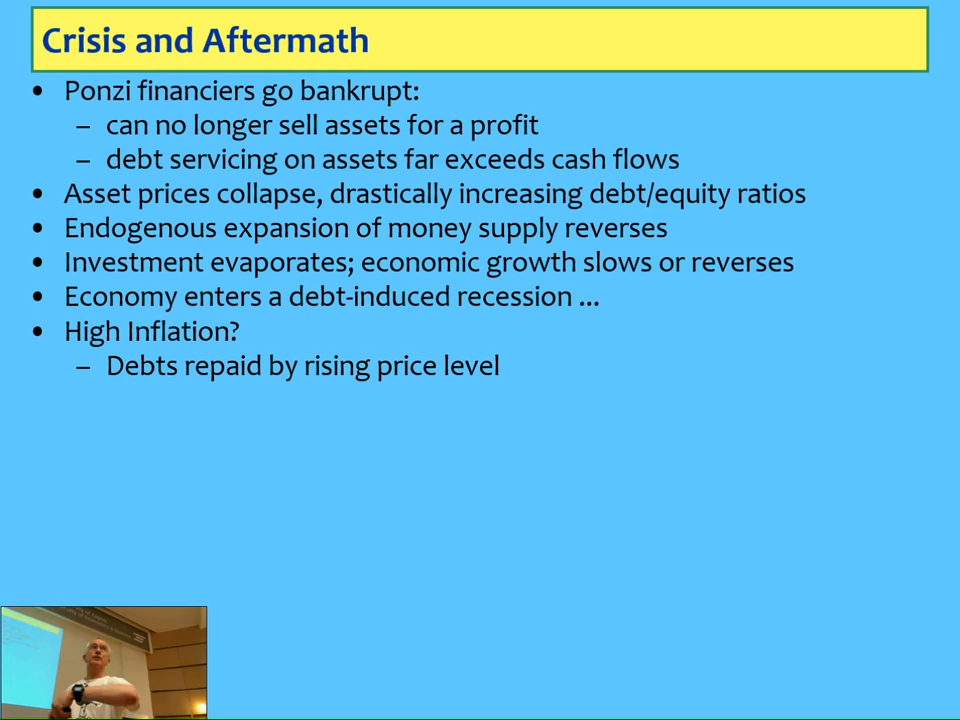 Crisis and Aftermath
• Ponzi financiers go bankrupt:
– can no longer sell assets for a profit
– debt servicing on assets far exceeds cash flows
• Asset prices collapse, drastically increasing debt/equity ratios
• Endogenous expansion of money supply reverses
• Investment evaporates; economic growth slows or reverses
• Economy enters a debt-induced recession ...
• High Inflation?
– Debts repaid by rising price level